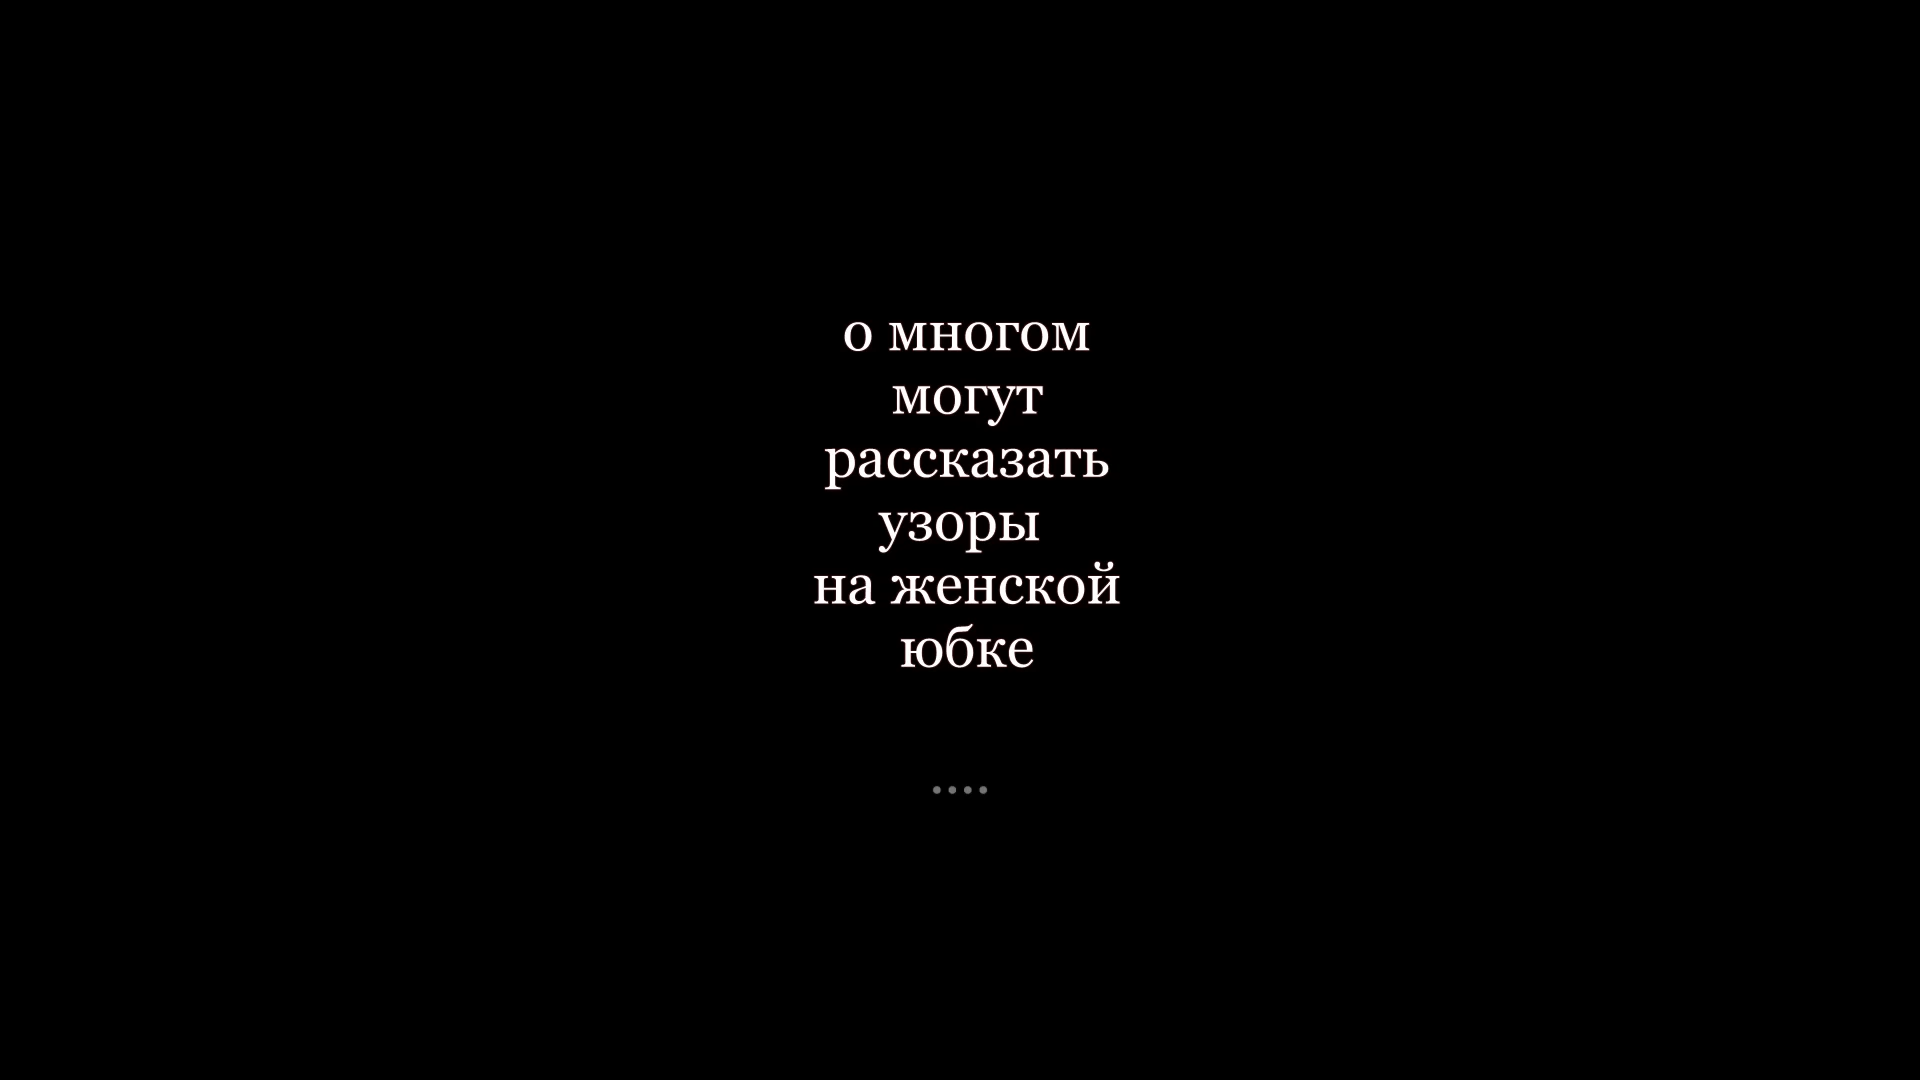 о многом
могут
рассказать
узоры
на женской
юбке
....